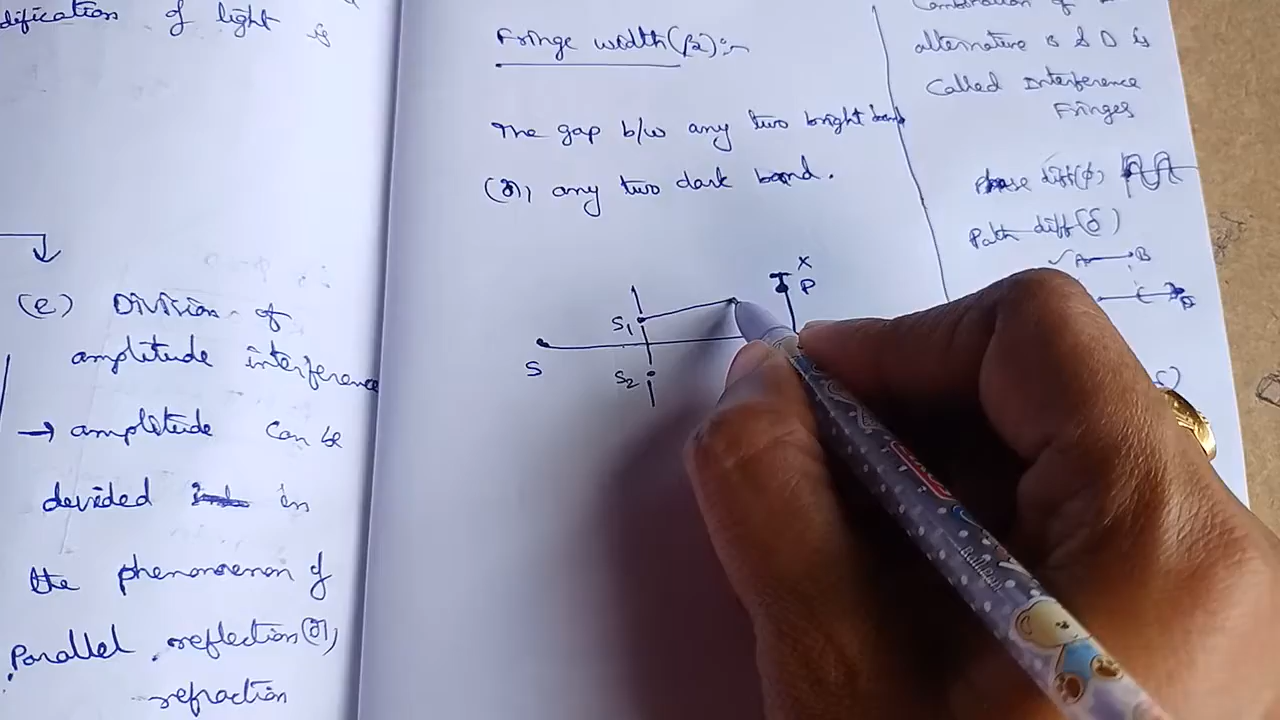 dification of light is
(e) Division of
amplitude interference
→ amplitude can be
devided in
the phenomenon of
parallel reflection (or)
refraction
Fringe width(β):-
The gap b/w any two bright band
(or) any two dark band.
X
P
S1
S
S2
alternative B & D is
Called Interference
Fringes
Phase diff(φ)
Path diff(δ)
A → B